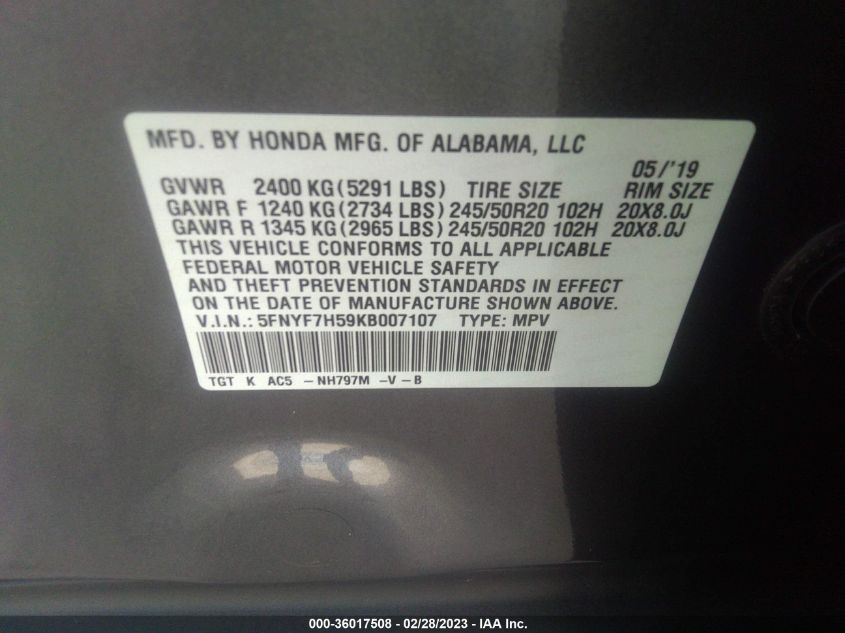 MFD. BY HONDA MFG. OF ALABAMA, LLC
05/'19
GVWR 2400 KG(5291 LBS) TIRE SIZE RIM SIZE
GAWR F 1240 KG(2734 LBS) 245/50R20 102H 20X8.0J
GAWR R 1345 KG(2965 LBS) 245/50R20 102H 20X8.0J
THIS VEHICLE CONFORMS TO ALL APPLICABLE
FEDERAL MOTOR VEHICLE SAFETY
AND THEFT PREVENTION STANDARDS IN EFFECT
ON THE DATE OF MANUFACTURE SHOWN ABOVE.
V.I.N.: 5FNYF7H59KB007107 TYPE: MPV
TGT K AC5 -NH797M -V-B
000-36017508 - 02/28/2023 - IAA Inc.